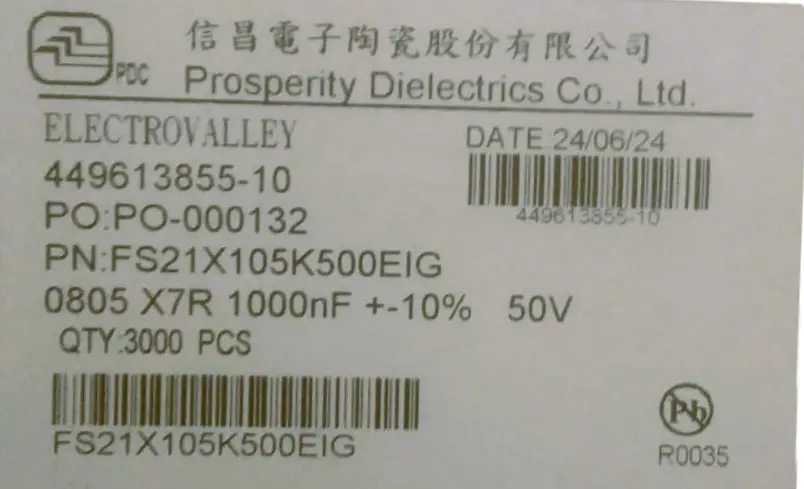 PDC
信昌電子陶瓷股份有限公司
Prosperity Dielectrics Co., Ltd.
ELECTROVALLEY
DATE 24/06/24
449613855-10
449613855-10
PO:PO-000132
PN:FS21X105K500EIG
0805 X7R 1000nF +-10% 50V
QTY:3000 PCS
FS21X105K500EIG
Pb
R0035